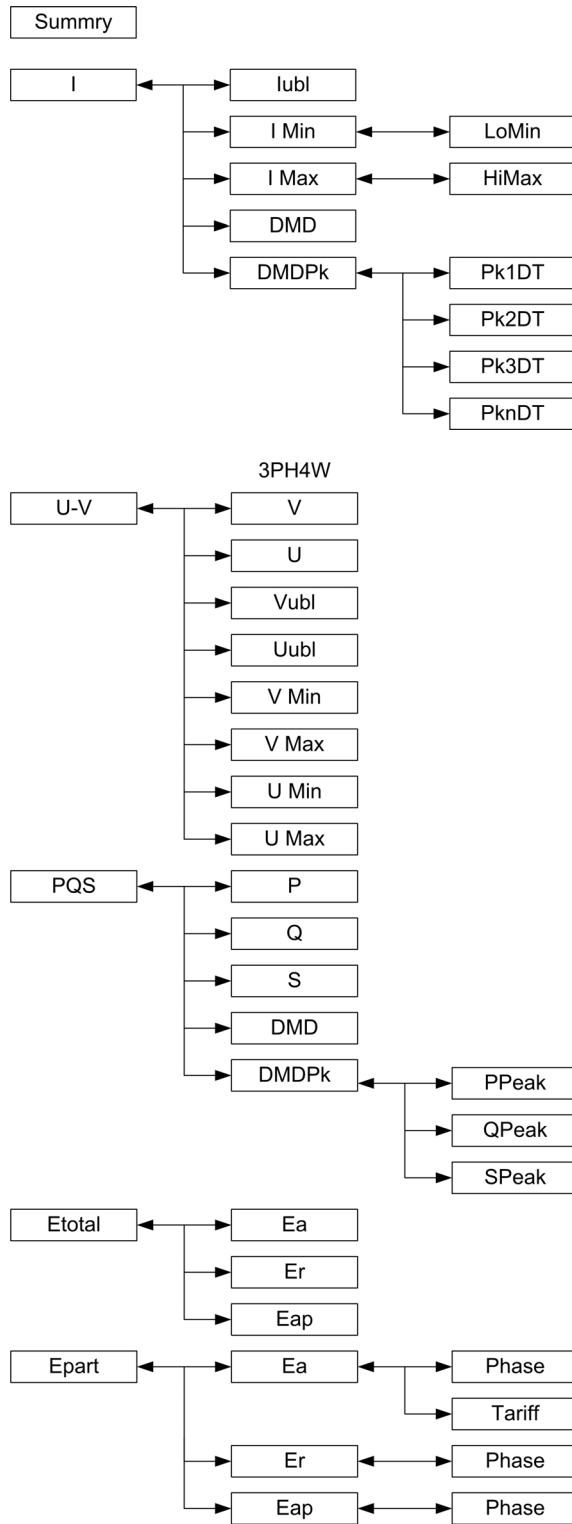 Summry
I
Iubl
I Min
LoMin
I Max
HiMax
DMD
DMDPk
Pk1DT
Pk2DT
Pk3DT
PknDT
3PH4W
U-V
V
U
Vubl
Uubl
V Min
V Max
U Min
U Max
PQS
P
Q
S
DMD
DMDPk
PPeak
QPeak
SPeak
Etotal
Ea
Er
Eap
Epart
Ea
Phase
Tariff
Er
Phase
Eap
Phase